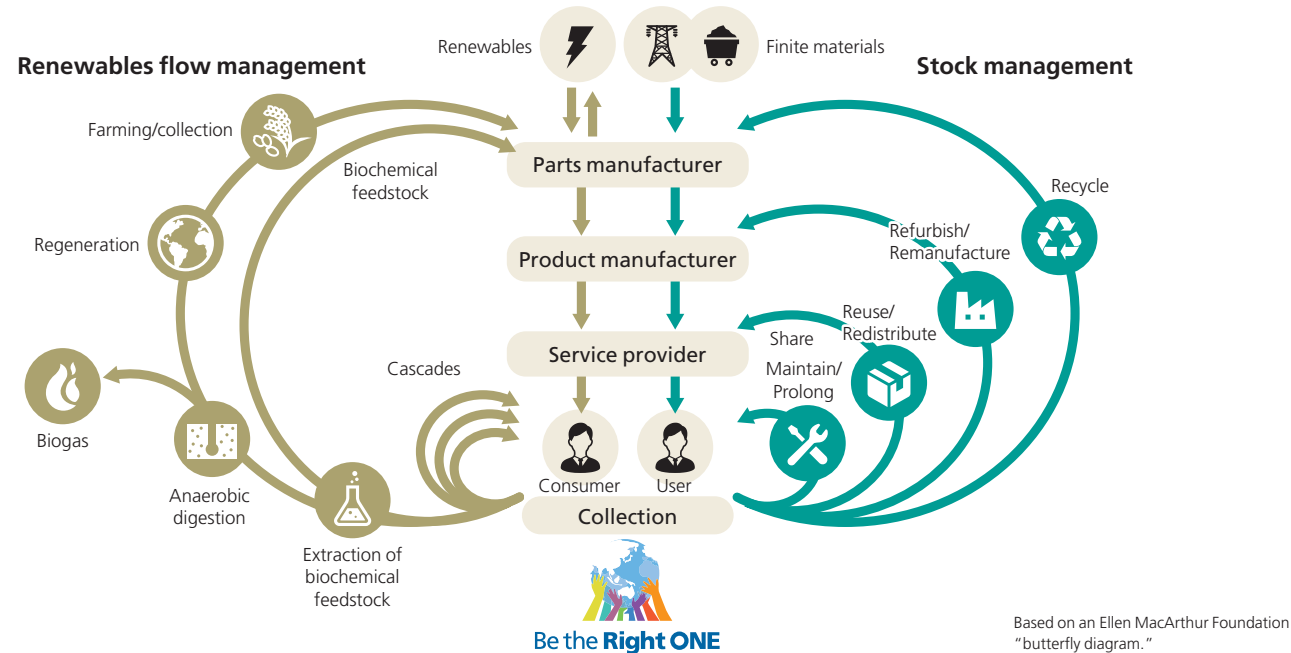 Renewables
Finite materials
Renewables flow management
Stock management
Farming/collection
Biochemical
feedstock
Parts manufacturer
Recycle
Regeneration
Refurbish/
Remanufacture
Product manufacturer
Reuse/
Redistribute
Share
Service provider
Maintain/
Prolong
Cascades
Biogas
Consumer
User
Anaerobic
digestion
Collection
Extraction of
biochemical
feedstock
Be the Right ONE
Based on an Ellen MacArthur Foundation
“butterfly diagram.”